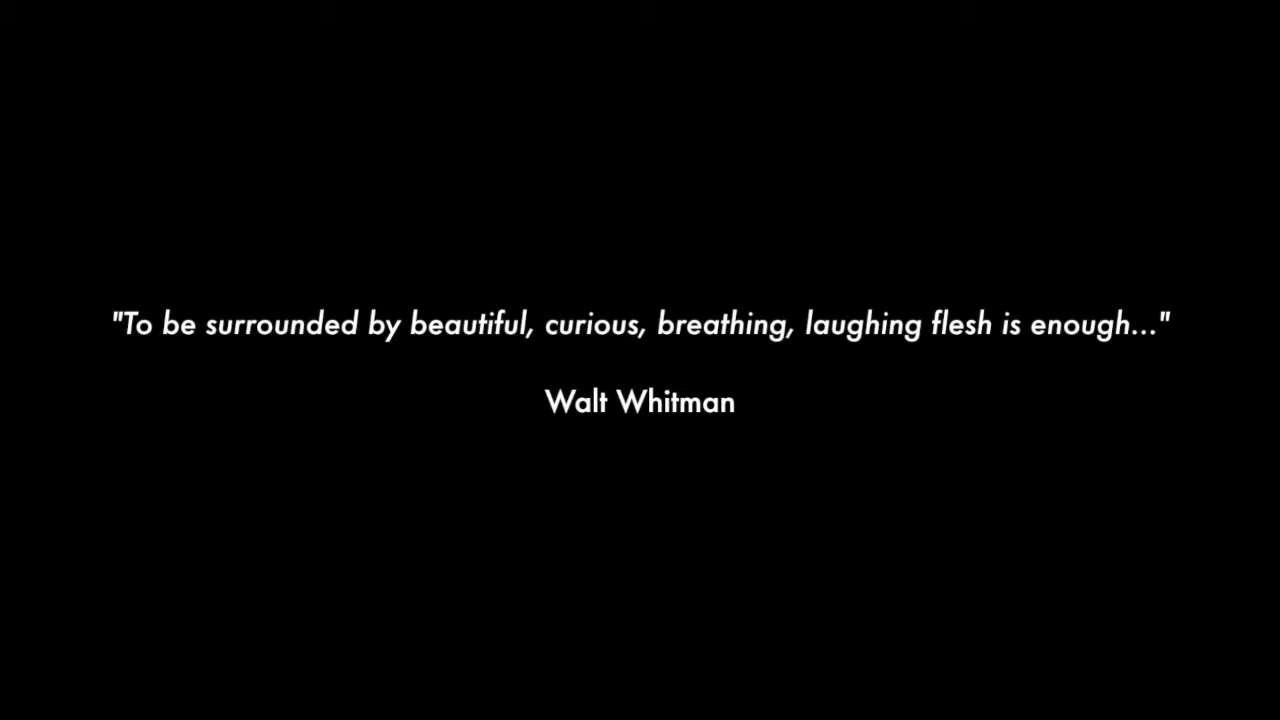 "To be surrounded by beautiful, curious, breathing, laughing flesh is enough..."
Walt Whitman